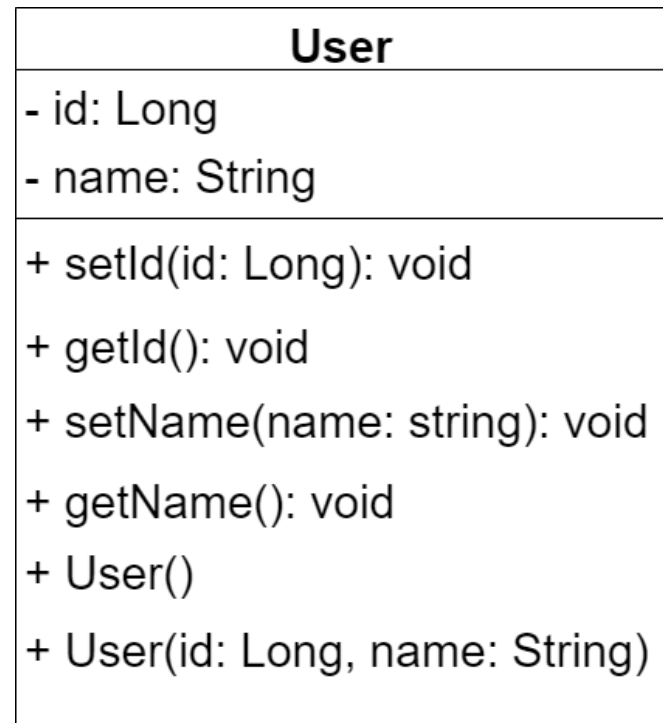 User
- id: Long
- name: String
+ setId(id: Long): void
+ getId(): void
+ setName(name: string): void
+ getName(): void
+ User()
+ User(id: Long, name: String)